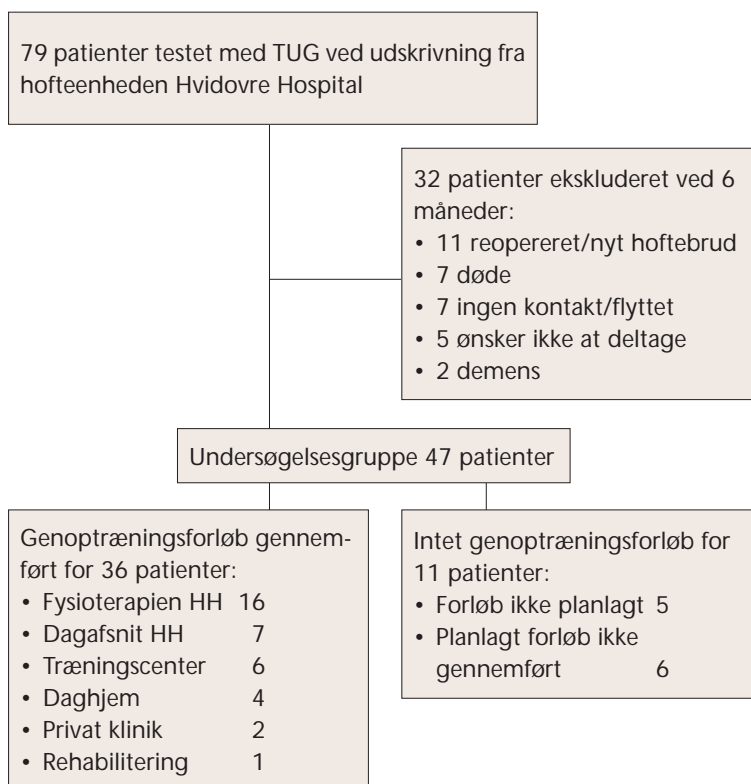 79 patienter testet med TUG ved udskrivning fra
hofteenheden Hvidovre Hospital
32 patienter ekskluderet ved 6
måneder:
• 11 reopereret/nyt hoftebrud
• 7 døde
• 7 ingen kontakt/flyttet
• 5 ønsker ikke at deltage
• 2 demens
Undersøgelsesgruppe 47 patienter
Genoptræningsforløb gennem-
ført for 36 patienter:
• Fysioterapien HH 16
• Dagafsnit HH 7
• Træningscenter 6
• Daghjem 4
• Privat klinik 2
• Rehabilitering 1
Intet genoptræningsforløb for
11 patienter:
• Forløb ikke planlagt 5
• Planlagt forløb ikke
gennemført 6